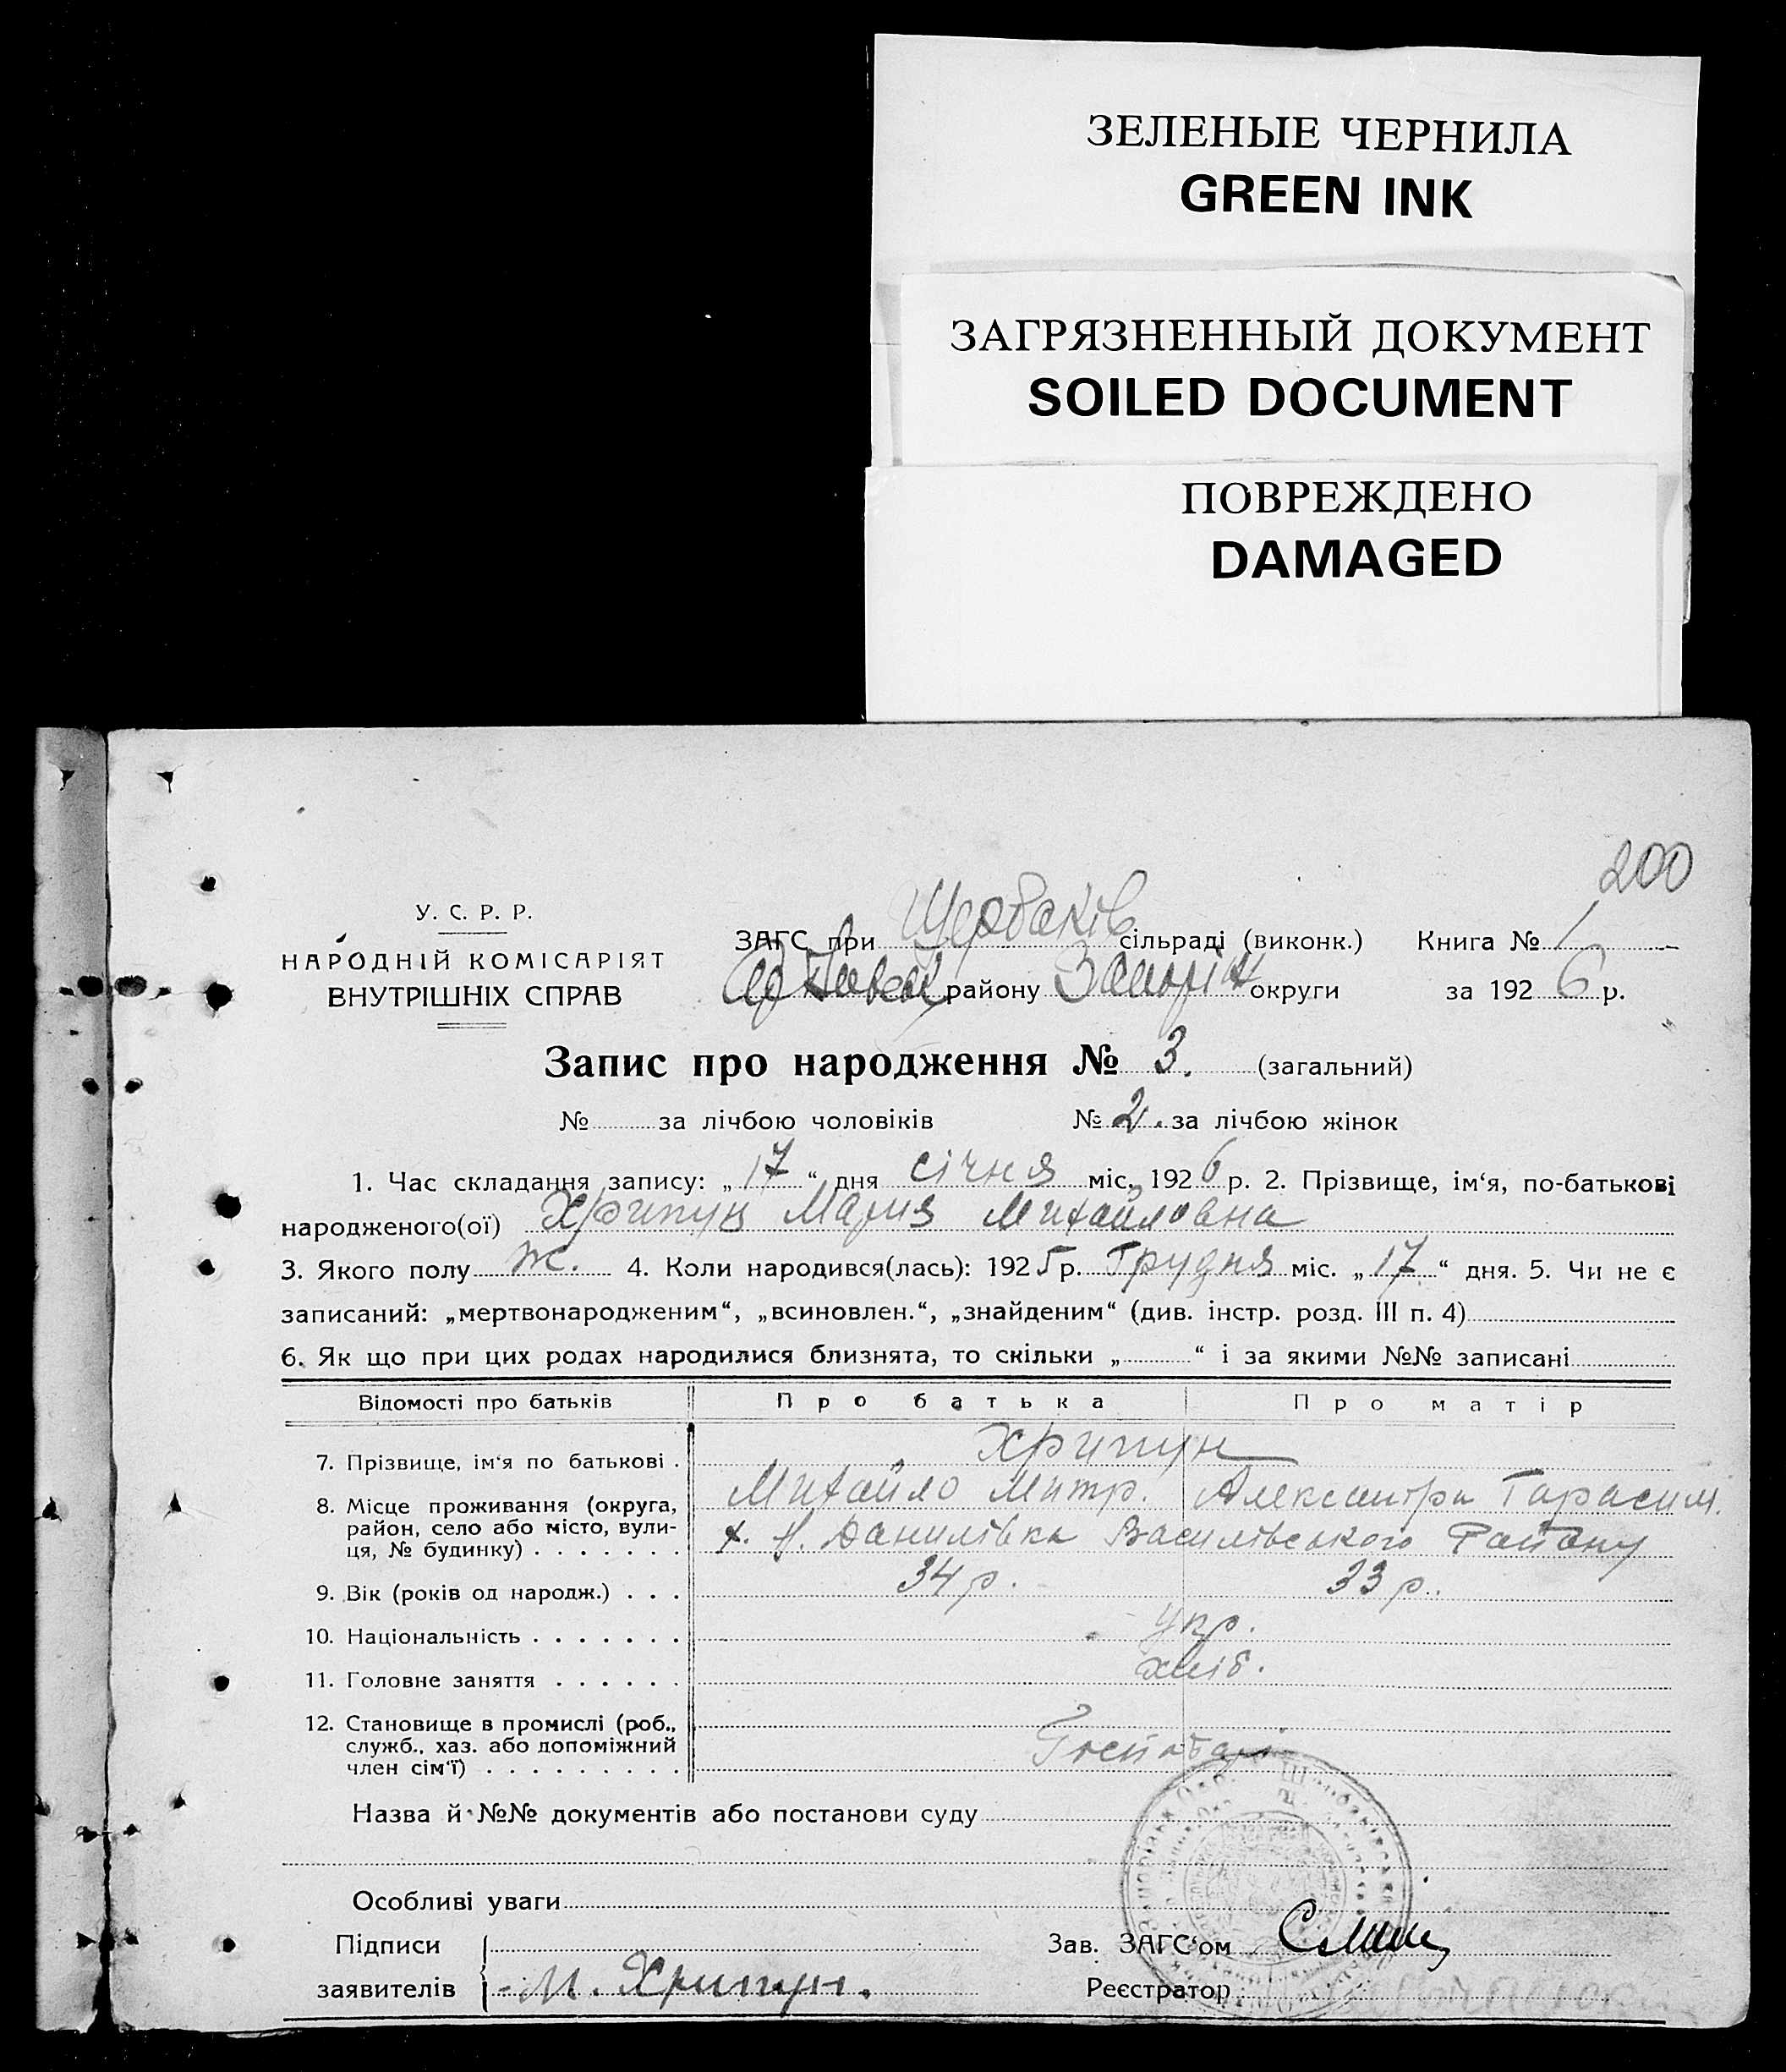 ЗЕЛЕНЫЕ ЧЕРНИЛА
GREEN INK
ЗАГРЯЗНЕННЫЙ ДОКУМЕНТ
SOILED DOCUMENT
ПОВРЕЖДЕНО
DAMAGED
200
У. С. Р. Р.
НАРОДНІЙ КОМІСАРІЯТ
ВНУТРІШНІХ СПРАВ
ЗАГС при Щербаків сільраді (виконк.) Книга № 1
району Запоріж округи за 1926 р.
Запис про народження № 3. (загальний)
№ за лічбою чоловіків № 2. за лічбою жінок
1. Час складання запису: „17“ дня січня міс. 1926 р. 2. Прізвище, ім‘я, по-батькові
народженого(ої) Хрипун Мария Михайловна
3. Якого полу ж. 4. Коли народився(лась): 1925 р. Грудня міс. „17“ дня. 5. Чи не є
записаний: „мертвонародженим“, „всиновлен.“, „знайденим“ (див. інстр. розд. III п. 4)
6. Як що при цих родах народилися близнята, то скільки „ “ і за якими №№ записані
Відомості про батьків Про батька Про матір
7. Прізвище, ім‘я по батькові . Хрипун
Михайло Митр. Александра Тарасим.
8. Місце проживання (округа,
район, село або місто, вули-
ця, № будинку) . . . . . . . х. Н. Данилівка Василівського Району
9. Вік (років од народж.) . . . 34 р. 33 р.
10. Національність . . . . . . . укр.
11. Головне заняття . . . . . . хліб.
12. Становище в промислі (роб.,
служб., хаз. або допоміжний
член сім‘ї) . . . . . . . . . Господарі
Назва й №№ документів або постанови суду
Особливі уваги
Підписи
заявителів М. Хрипун.
Зав. ЗАГС‘ом
Реєстратор